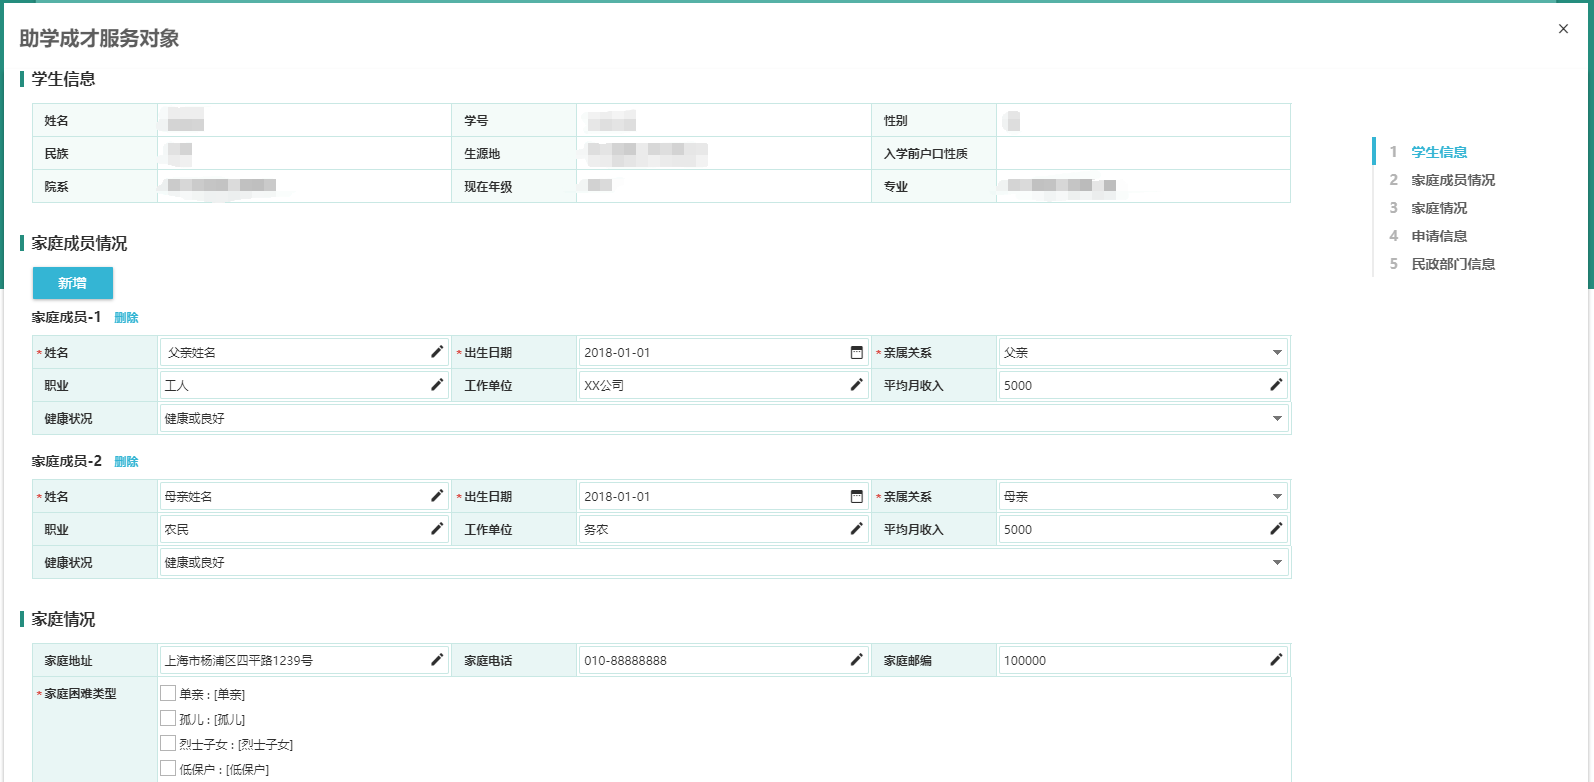 助学成才服务对象
学生信息
姓名 学号 性别
民族 生源地 入学前户口性质
院系 现在年级 专业
1 学生信息
2 家庭成员情况
3 家庭情况
4 申请信息
5 民政部门信息
家庭成员情况
新增
家庭成员-1 删除
*姓名 父亲姓名 *出生日期 2018-01-01 *亲属关系 父亲
职业 工人 工作单位 XX公司 平均月收入 5000
健康状况 健康或良好
家庭成员-2 删除
*姓名 母亲姓名 *出生日期 2018-01-01 *亲属关系 母亲
职业 农民 工作单位 务农 平均月收入 5000
健康状况 健康或良好
家庭情况
家庭地址 上海市杨浦区四平路1239号 家庭电话 010-88888888 家庭邮编 100000
*家庭困难类型 单亲 : [单亲]
孤儿 : [孤儿]
烈士子女 : [烈士子女]
低保户 : [低保户]